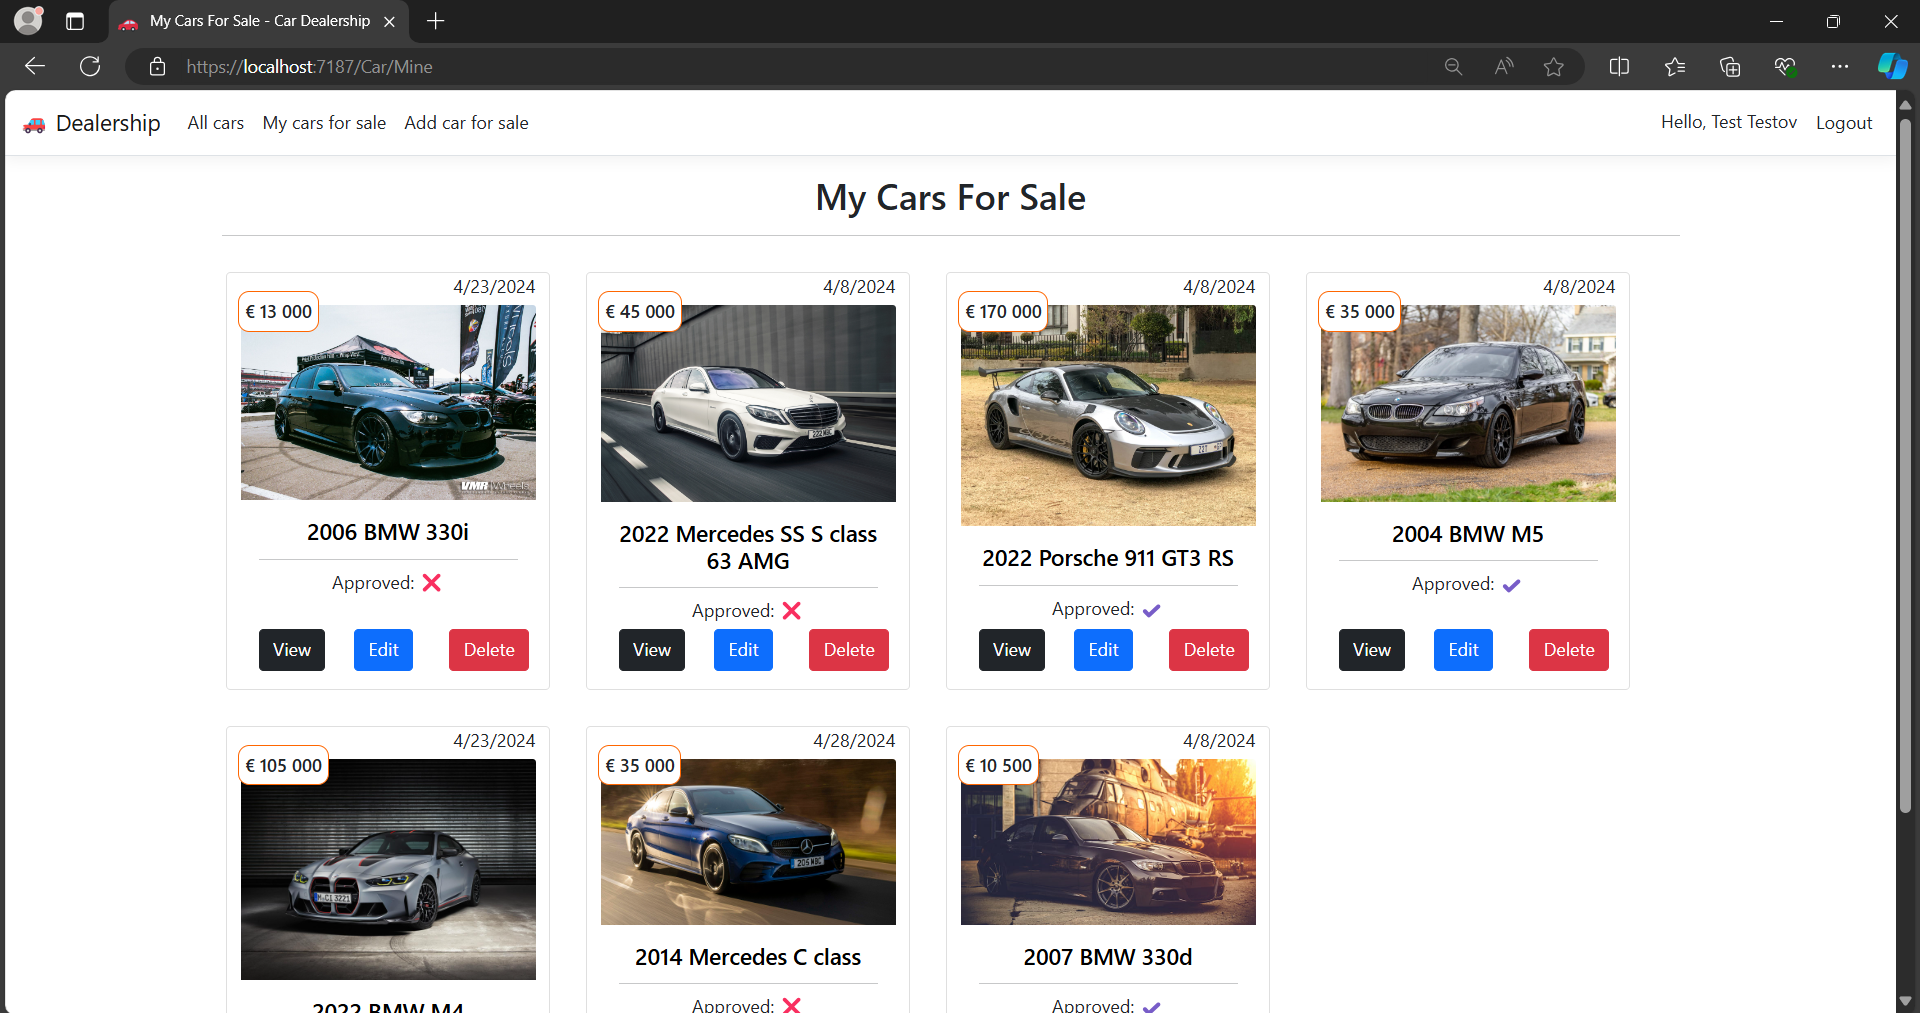 My Cars For Sale - Car Dealership
https://localhost:7187/Car/Mine
Dealership All cars My cars for sale Add car for sale Hello, Test Testov Logout
My Cars For Sale
4/23/2024
€ 13 000
VMR Wheels
2006 BMW 330i
Approved:
View Edit Delete
4/8/2024
€ 45 000
2022 Mercedes SS S class
63 AMG
Approved:
View Edit Delete
4/8/2024
€ 170 000
2022 Porsche 911 GT3 RS
Approved:
View Edit Delete
4/8/2024
€ 35 000
2004 BMW M5
Approved:
View Edit Delete
4/23/2024
€ 105 000
2022 BMW M4
4/28/2024
€ 35 000
2014 Mercedes C class
Approved:
4/8/2024
€ 10 500
2007 BMW 330d
Approved: